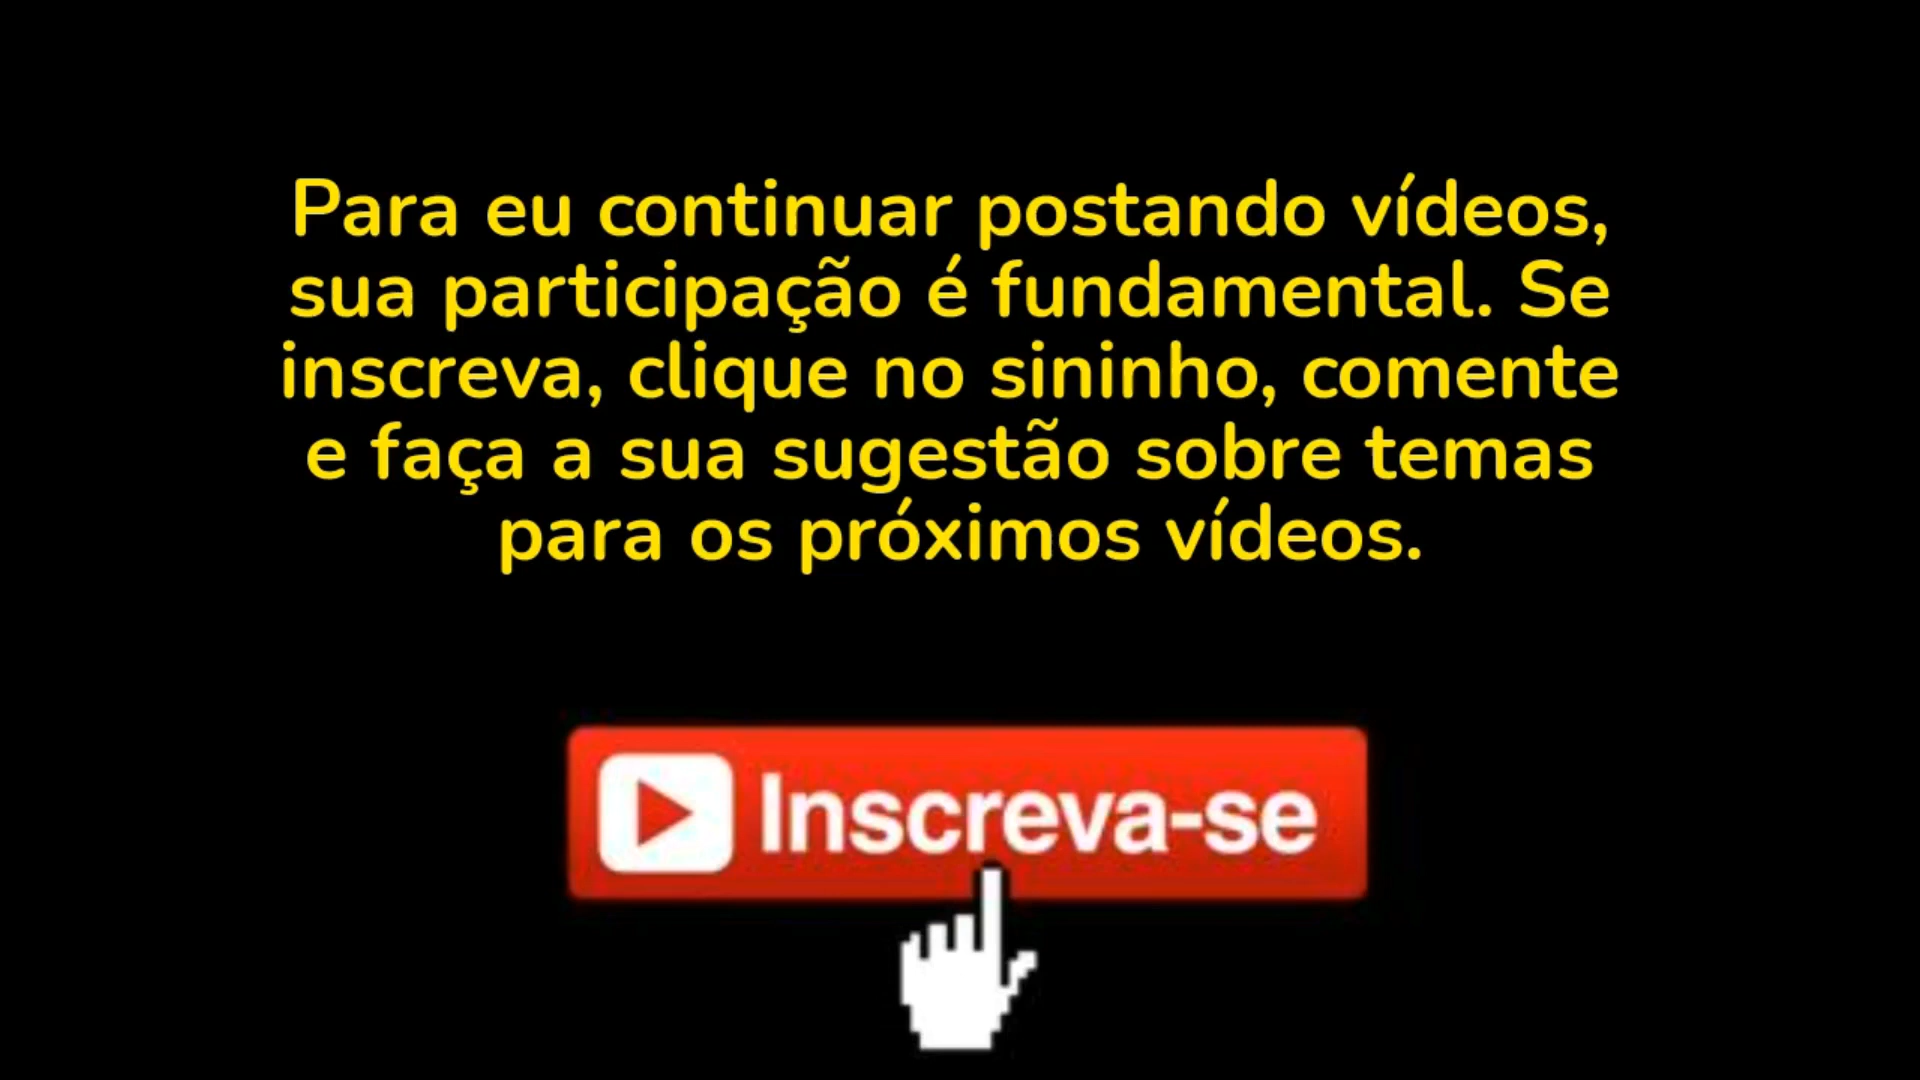 Para eu continuar postando vídeos,
sua participação é fundamental. Se
inscreva, clique no sininho, comente
e faça a sua sugestão sobre temas
para os próximos vídeos.
Inscreva-se